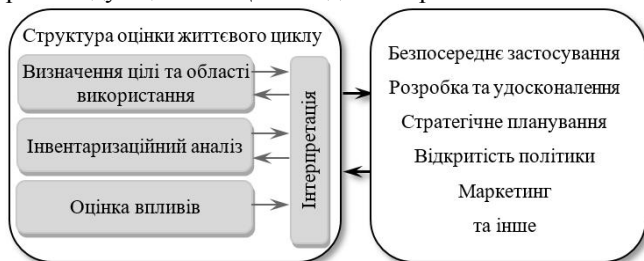 Структура оцінки життєвого циклу
Визначення цілі та області
використання
Інвентаризаційний аналіз
Оцінка впливів
Інтерпретація
Безпосереднє застосування
Розробка та удосконалення
Стратегічне планування
Відкритість політики
Маркетинг
та інше